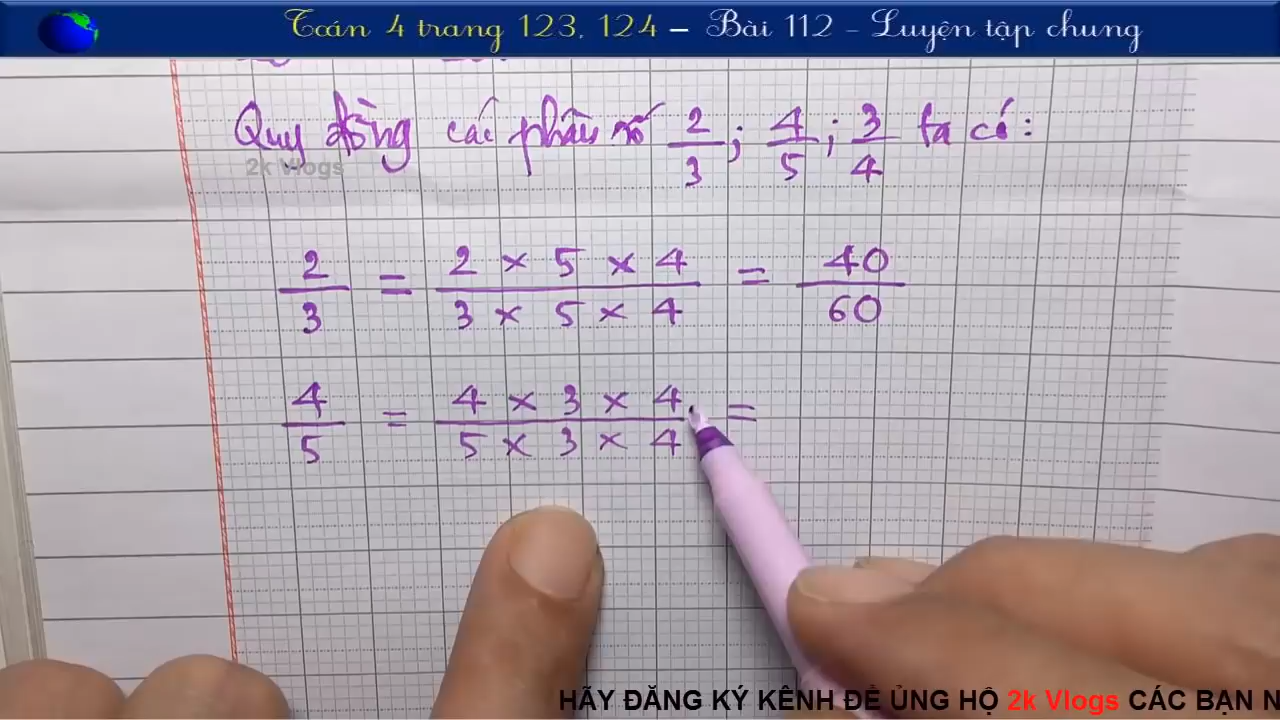 Toán 4 trang 123, 124 – Bài 112 - Luyện tập chung
Quy đồng các phân số 2/3 ; 4/5 ; 3/4 ta có :
2k Vlogs
2/3 = 2 × 5 × 4 / 3 × 5 × 4 = 40/60
4/5 = 4 × 3 × 4 / 5 × 3 × 4 =
HÃY ĐĂNG KÝ KÊNH ĐỂ ỦNG HỘ 2k Vlogs CÁC BẠN N